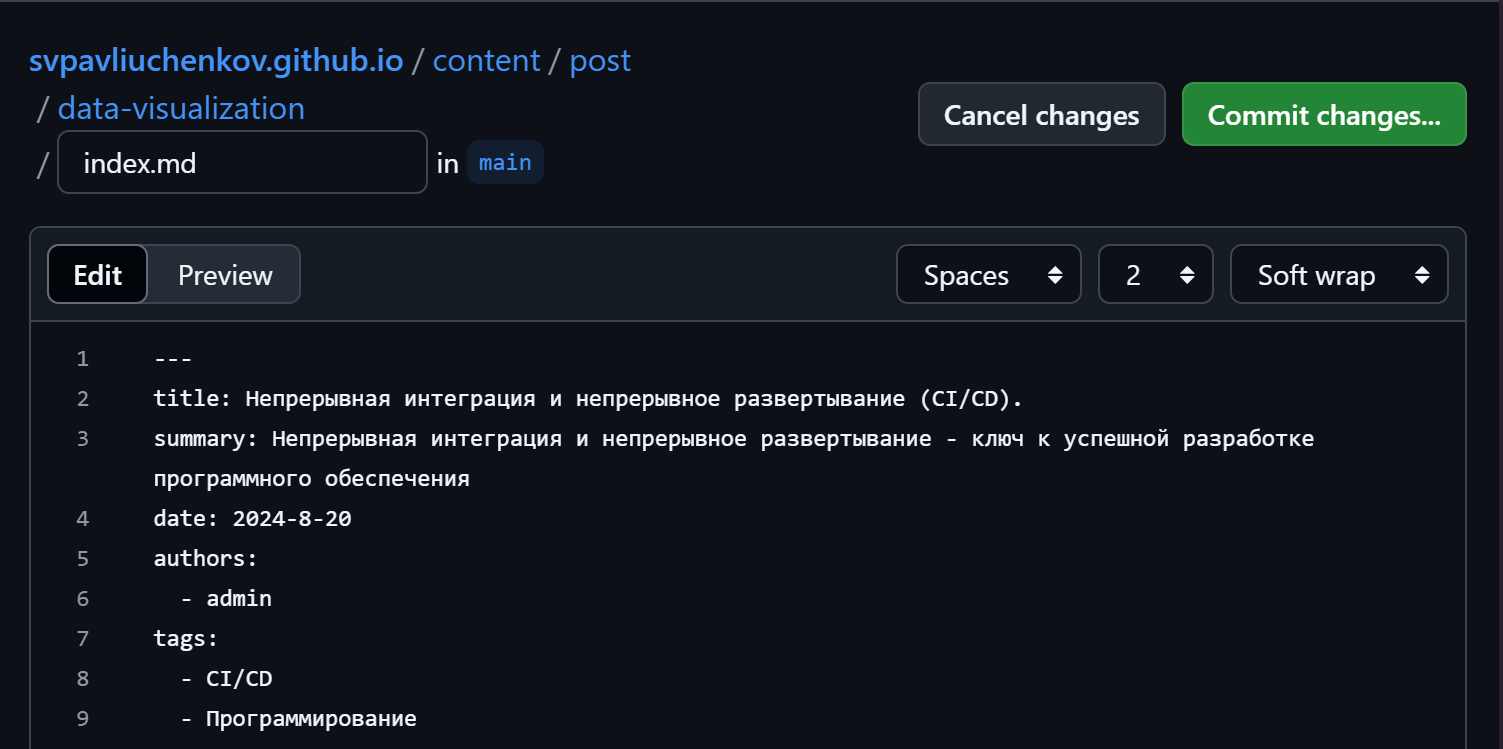 svpavliuchenkov.github.io / content / post
/ data-visualization
/ index.md in main
Cancel changes
Commit changes...
Edit
Preview
Spaces
2
Soft wrap
1 ---
2 title: Непрерывная интеграция и непрерывное развертывание (CI/CD).
3 summary: Непрерывная интеграция и непрерывное развертывание - ключ к успешной разработке
программного обеспечения
4 date: 2024-8-20
5 authors:
6 - admin
7 tags:
8 - CI/CD
9 - Программирование